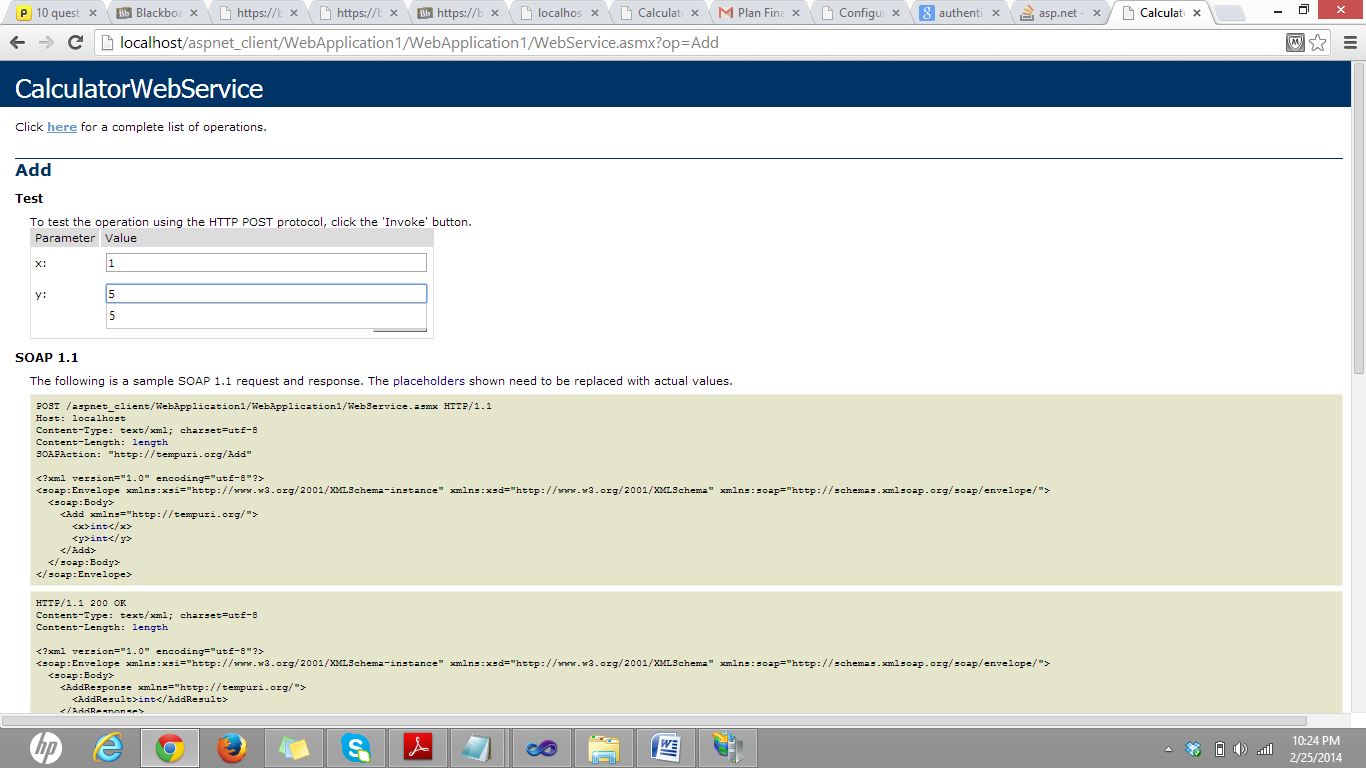 10 quest
Blackboa
https://b
https://b
https://b
localhos
Calculat
Plan Fina
Configu
authenti
asp.net -
Calculat
localhost/aspnet_client/WebApplication1/WebApplication1/WebService.asmx?op=Add
CalculatorWebService
Click here for a complete list of operations.
Add
Test
To test the operation using the HTTP POST protocol, click the 'Invoke' button.
Parameter Value
x: 1
y: 5
5
SOAP 1.1
The following is a sample SOAP 1.1 request and response. The placeholders shown need to be replaced with actual values.
POST /aspnet_client/WebApplication1/WebApplication1/WebService.asmx HTTP/1.1
Host: localhost
Content-Type: text/xml; charset=utf-8
Content-Length: length
SOAPAction: "http://tempuri.org/Add"
<?xml version="1.0" encoding="utf-8"?>
<soap:Envelope xmlns:xsi="http://www.w3.org/2001/XMLSchema-instance" xmlns:xsd="http://www.w3.org/2001/XMLSchema" xmlns:soap="http://schemas.xmlsoap.org/soap/envelope/">
<soap:Body>
<Add xmlns="http://tempuri.org/">
<x>int</x>
<y>int</y>
</Add>
</soap:Body>
</soap:Envelope>
HTTP/1.1 200 OK
Content-Type: text/xml; charset=utf-8
Content-Length: length
<?xml version="1.0" encoding="utf-8"?>
<soap:Envelope xmlns:xsi="http://www.w3.org/2001/XMLSchema-instance" xmlns:xsd="http://www.w3.org/2001/XMLSchema" xmlns:soap="http://schemas.xmlsoap.org/soap/envelope/">
<soap:Body>
<AddResponse xmlns="http://tempuri.org/">
<AddResult>int</AddResult>
</AddResponse>
hp
10:24 PM
2/25/2014